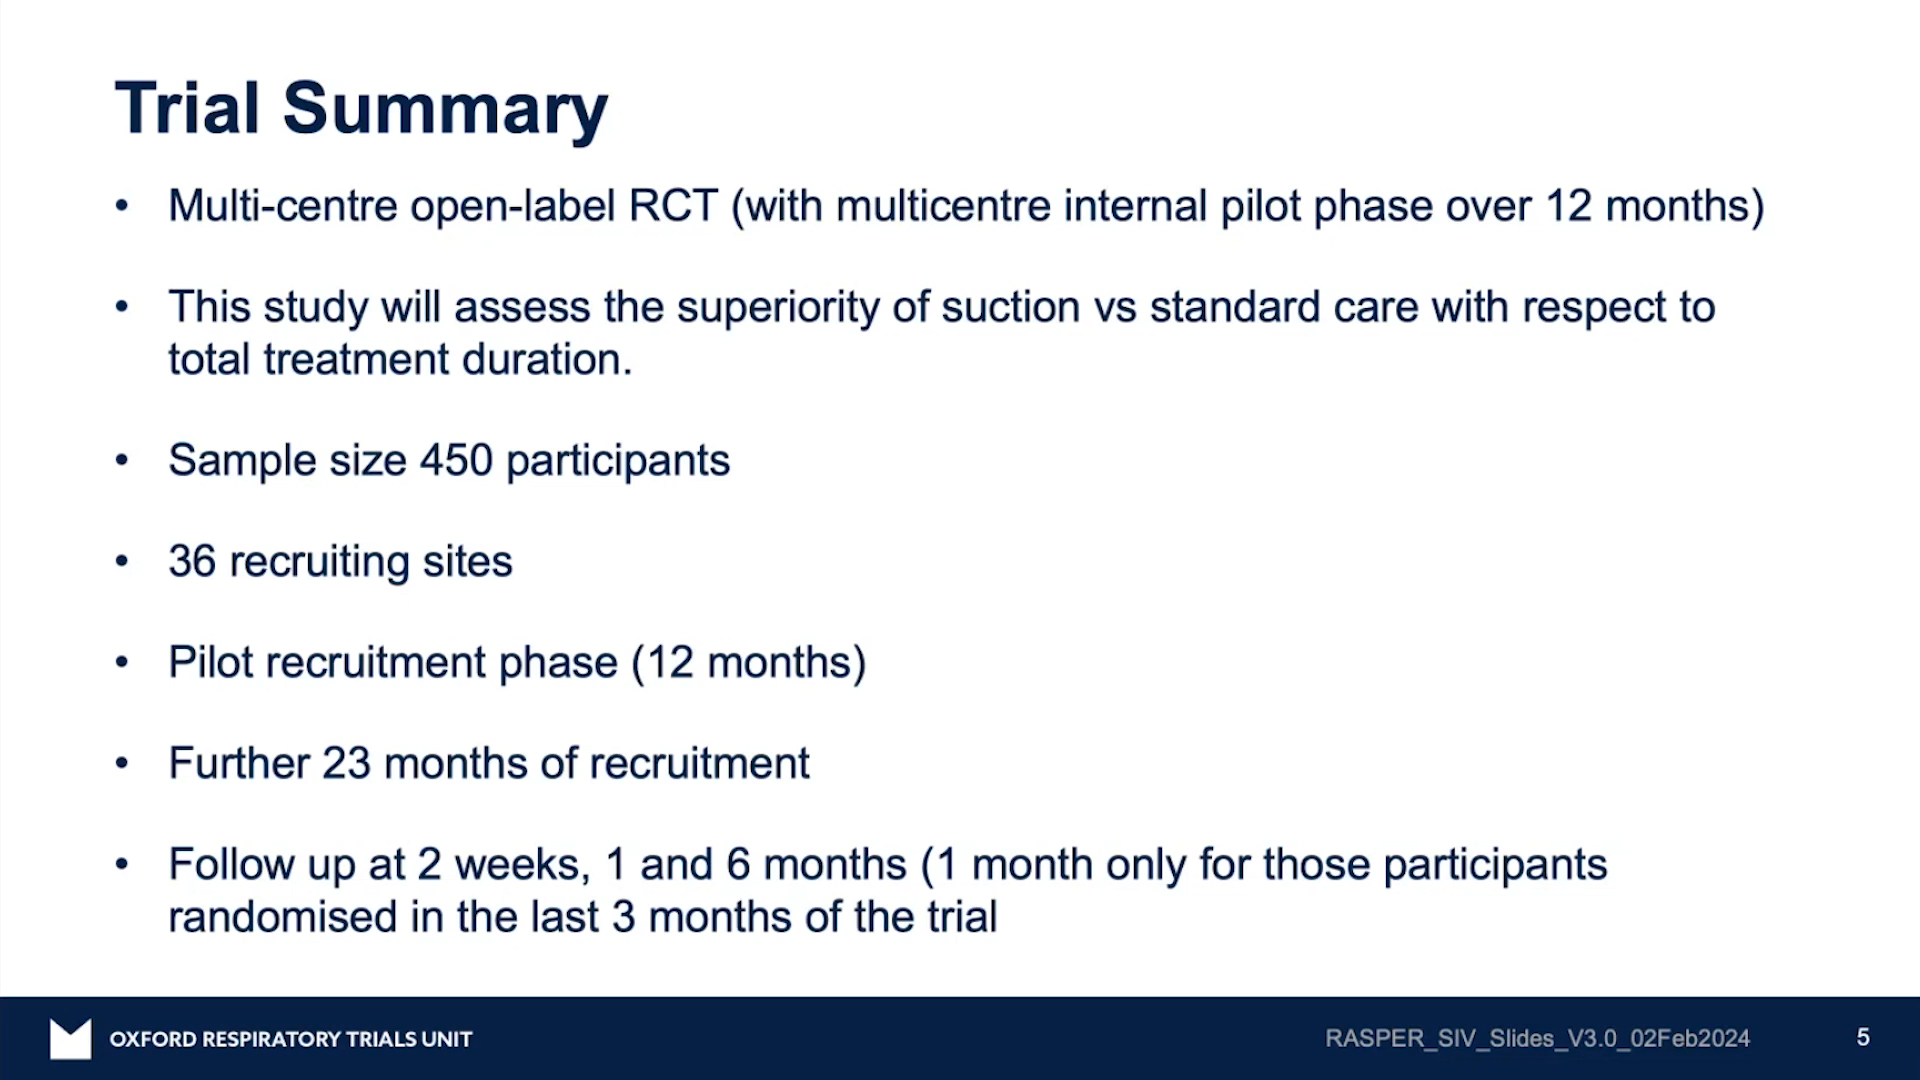 Trial Summary
• Multi-centre open-label RCT (with multicentre internal pilot phase over 12 months)
• This study will assess the superiority of suction vs standard care with respect to
total treatment duration.
• Sample size 450 participants
• 36 recruiting sites
• Pilot recruitment phase (12 months)
• Further 23 months of recruitment
• Follow up at 2 weeks, 1 and 6 months (1 month only for those participants
randomised in the last 3 months of the trial
OXFORD RESPIRATORY TRIALS UNIT
RASPER_SIV_Slides_V3.0_02Feb2024
5